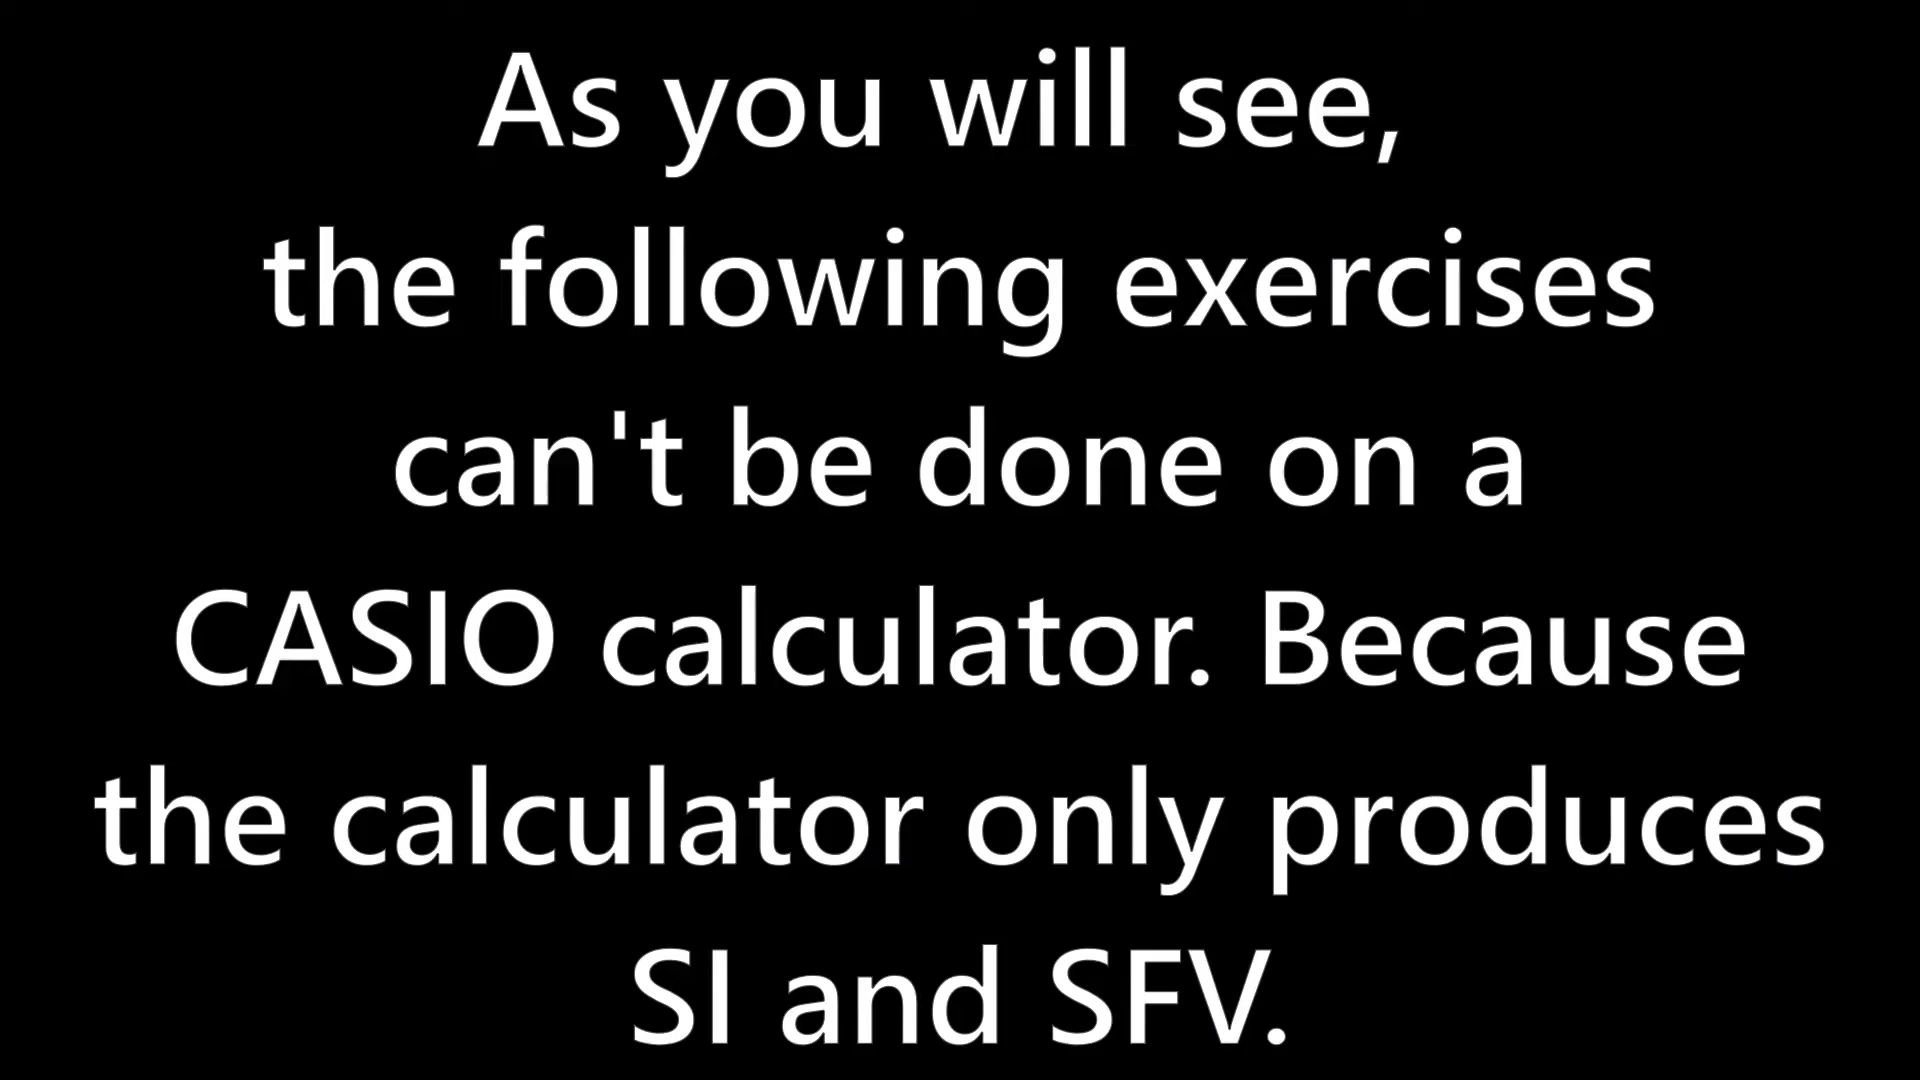 As you will see,
the following exercises
can't be done on a
CASIO calculator. Because
the calculator only produces
SI and SFV.